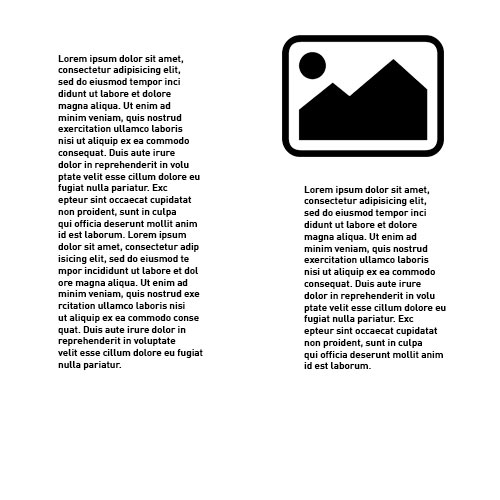 Lorem ipsum dolor sit amet,
consectetur adipisicing elit,
sed do eiusmod tempor inci
didunt ut labore et dolore
magna aliqua. Ut enim ad
minim veniam, quis nostrud
exercitation ullamco laboris
nisi ut aliquip ex ea commodo
consequat. Duis aute irure
dolor in reprehenderit in volu
ptate velit esse cillum dolore eu
fugiat nulla pariatur. Exc
epteur sint occaecat cupidatat
non proident, sunt in culpa
qui officia deserunt mollit anim
id est laborum. Lorem ipsum
dolor sit amet, consectetur adip
isicing elit, sed do eiusmod te
mpor incididunt ut labore et dol
ore magna aliqua. Ut enim ad
minim veniam, quis nostrud exe
rcitation ullamco laboris nisi
ut aliquip ex ea commodo conse
quat. Duis aute irure dolor in
reprehenderit in voluptate
velit esse cillum dolore eu fugiat
nulla pariatur.
Lorem ipsum dolor sit amet,
consectetur adipisicing elit,
sed do eiusmod tempor inci
didunt ut labore et dolore
magna aliqua. Ut enim ad
minim veniam, quis nostrud
exercitation ullamco laboris
nisi ut aliquip ex ea commodo
consequat. Duis aute irure
dolor in reprehenderit in volu
ptate velit esse cillum dolore eu
fugiat nulla pariatur. Exc
epteur sint occaecat cupidatat
non proident, sunt in culpa
qui officia deserunt mollit anim
id est laborum.